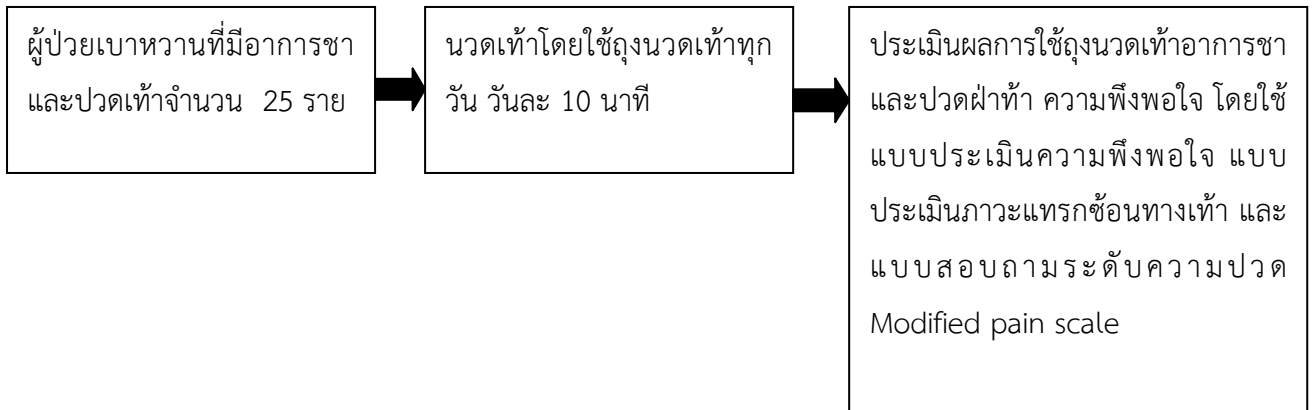 ผู้ป่วยเบาหวานที่มีอาการชา
และปวดเท้าจำนวน 25 ราย
นวดเท้าโดยใช้ถุงนวดเท้าทุก
วัน วันละ 10 นาที
ประเมินผลการใช้ถุงนวดเท้าอาการชา
และปวดฝ่าท้า ความพึงพอใจ โดยใช้
แบบประเมินความพึงพอใจ แบบ
ประเมินภาวะแทรกซ้อนทางเท้า และ
แบบสอบถามระดับความปวด
Modified pain scale